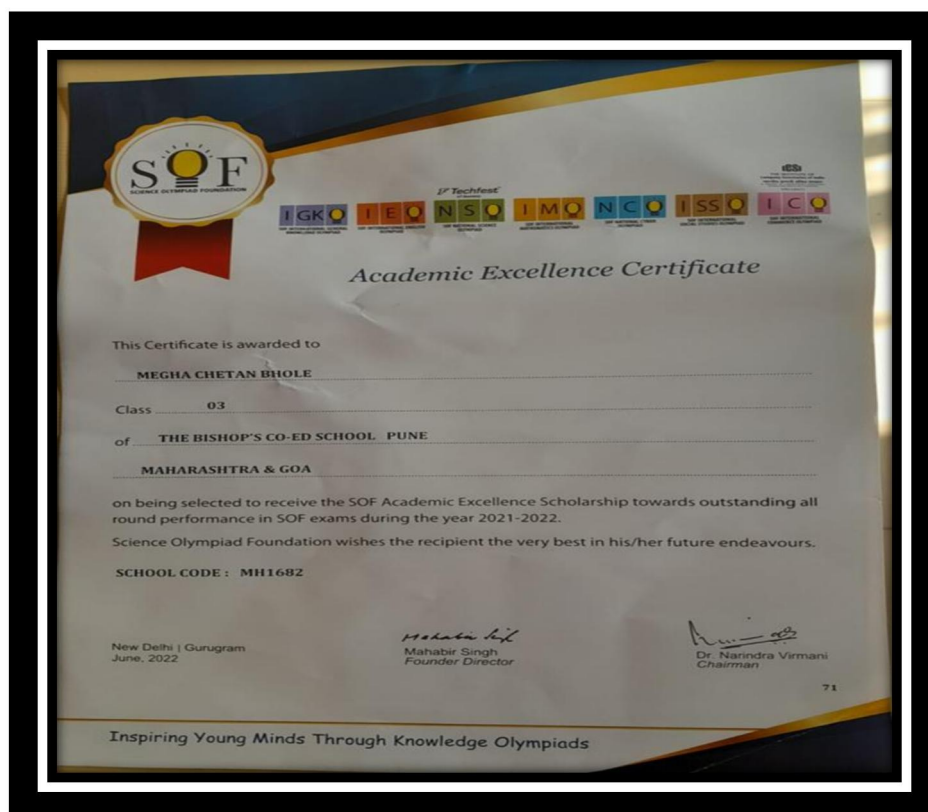 SOF
SCIENCE OLYMPIAD FOUNDATION
Techfest
ICSI
IGKO IEO NSO IMO NCO ISSO ICO
Academic Excellence Certificate
This Certificate is awarded to
MEGHA CHETAN BHOLE
Class 03
of THE BISHOP'S CO-ED SCHOOL PUNE
MAHARASHTRA & GOA
on being selected to receive the SOF Academic Excellence Scholarship towards outstanding all
round performance in SOF exams during the year 2021-2022.
Science Olympiad Foundation wishes the recipient the very best in his/her future endeavours.
SCHOOL CODE : MH1682
New Delhi | Gurugram
June, 2022
Mahabir Singh
Founder Director
Dr. Narindra Virmani
Chairman
71
Inspiring Young Minds Through Knowledge Olympiads